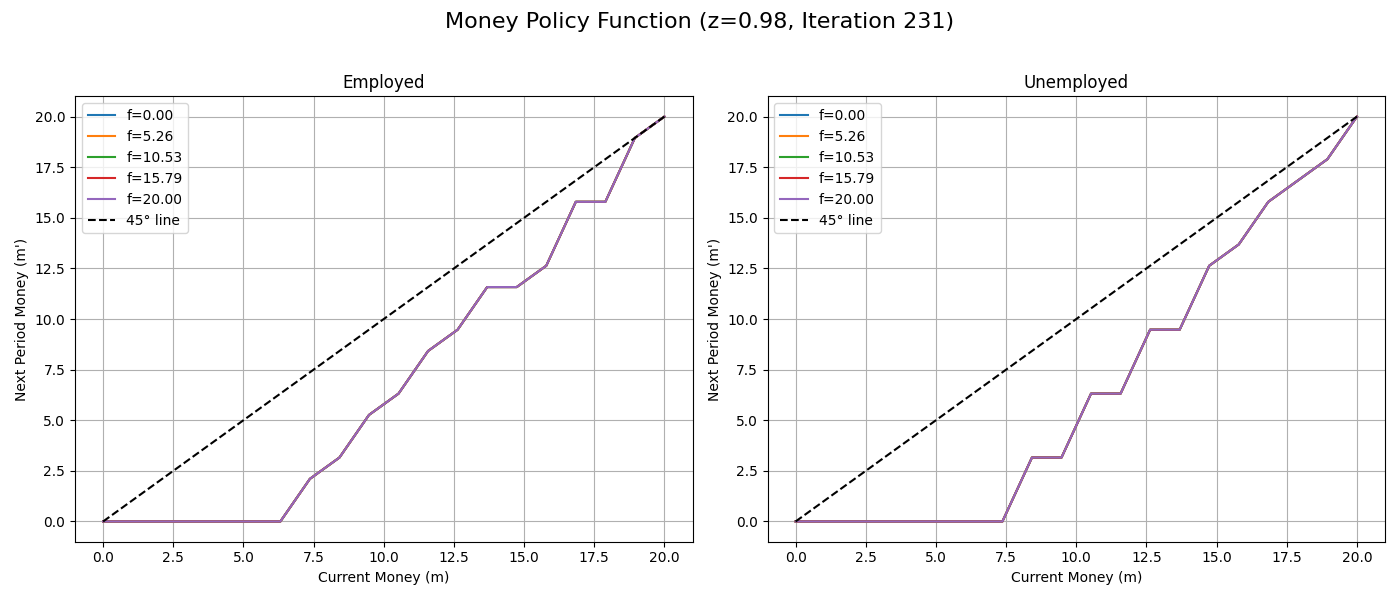 Money Policy Function (z=0.98, Iteration 231)
Employed
f=0.00
f=5.26
f=10.53
f=15.79
f=20.00
45° line
20.0
17.5
15.0
12.5
10.0
7.5
5.0
2.5
0.0
Next Period Money (m')
0.0 2.5 5.0 7.5 10.0 12.5 15.0 17.5 20.0
Current Money (m)
Unemployed
f=0.00
f=5.26
f=10.53
f=15.79
f=20.00
45° line
20.0
17.5
15.0
12.5
10.0
7.5
5.0
2.5
0.0
Next Period Money (m')
0.0 2.5 5.0 7.5 10.0 12.5 15.0 17.5 20.0
Current Money (m)